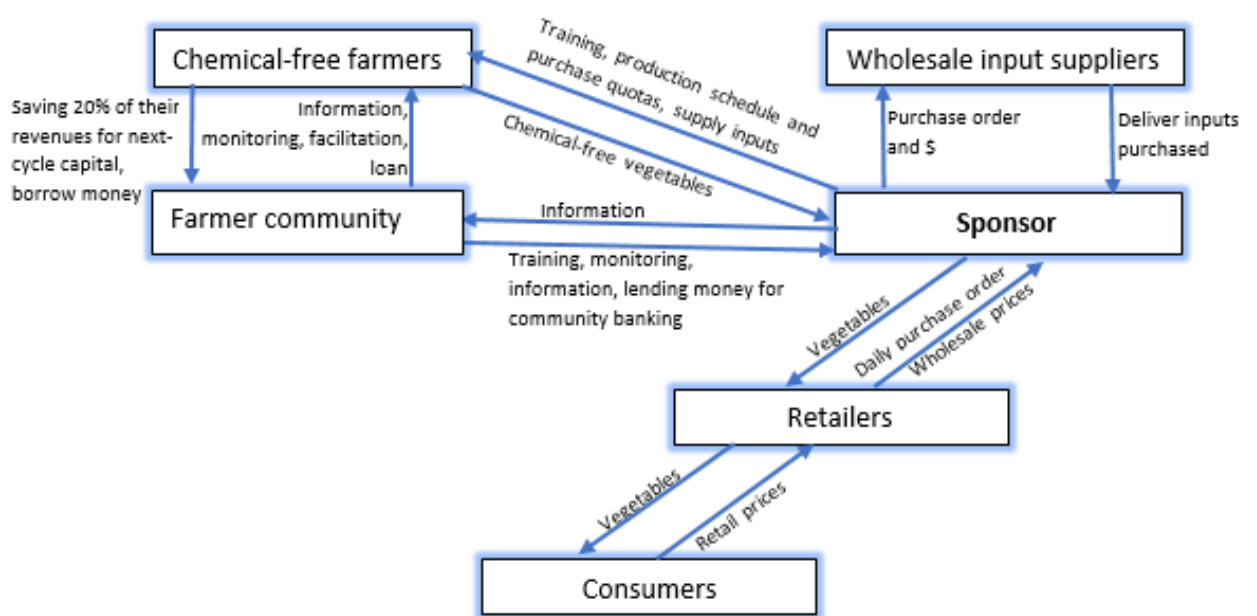 Chemical-free farmers
Wholesale input suppliers
Training, production schedule and
purchase quotas, supply inputs
Saving 20% of their
revenues for next-
cycle capital,
borrow money
Information,
monitoring, facilitation,
loan
Chemical-free vegetables
Purchase order
and $
Deliver inputs
purchased
Farmer community
Information
Sponsor
Training, monitoring,
information, lending money for
community banking
Vegetables
Daily purchase order
Wholesale prices
Retailers
Vegetables
Retail prices
Consumers